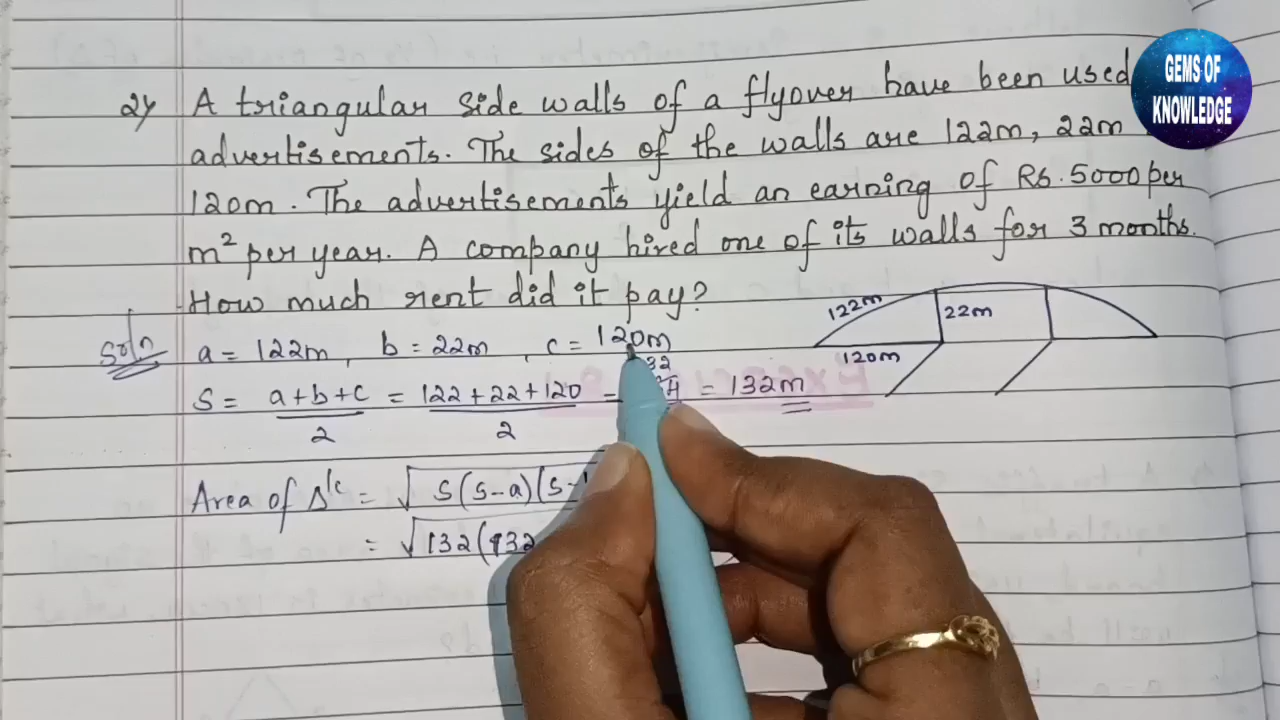 GEMS OF
KNOWLEDGE
2) A triangular side walls of a flyover have been used
advertisements. The sides of the walls are 122m, 22m
120m. The advertisements yield an earning of Rs. 5000 per
m² per year. A company hired one of its walls for 3 months.
How much rent did it pay?
Soln a = 122m, b = 22m, c = 120m
S = a+b+c/2 = 122+22+120/2 = = 132m
Area of Δle = √S(S-a)(S-
= √132(132
122m
22m
120m